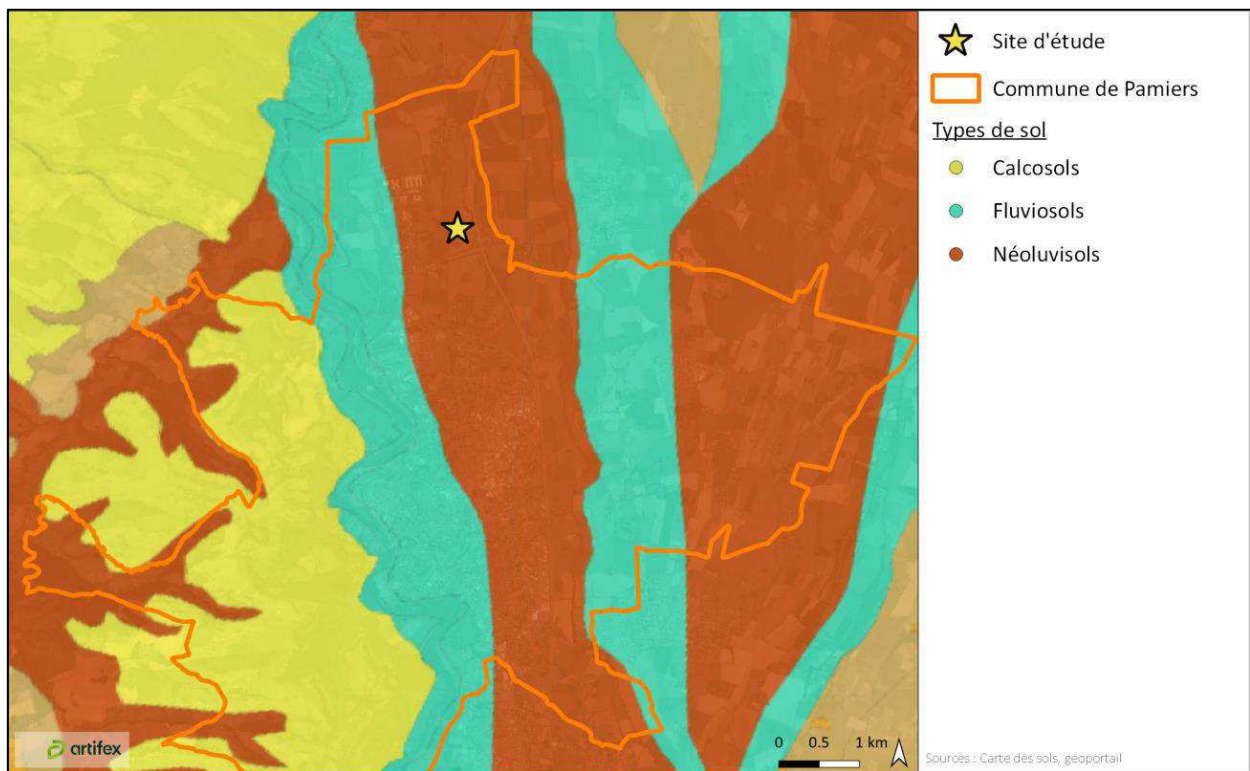 Site d'étude
Commune de Pamiers
Types de sol
Calcosols
Fluviosols
Néoluvisols
artifex
0 0.5 1 km
Sources : Carte des sols, geoportail